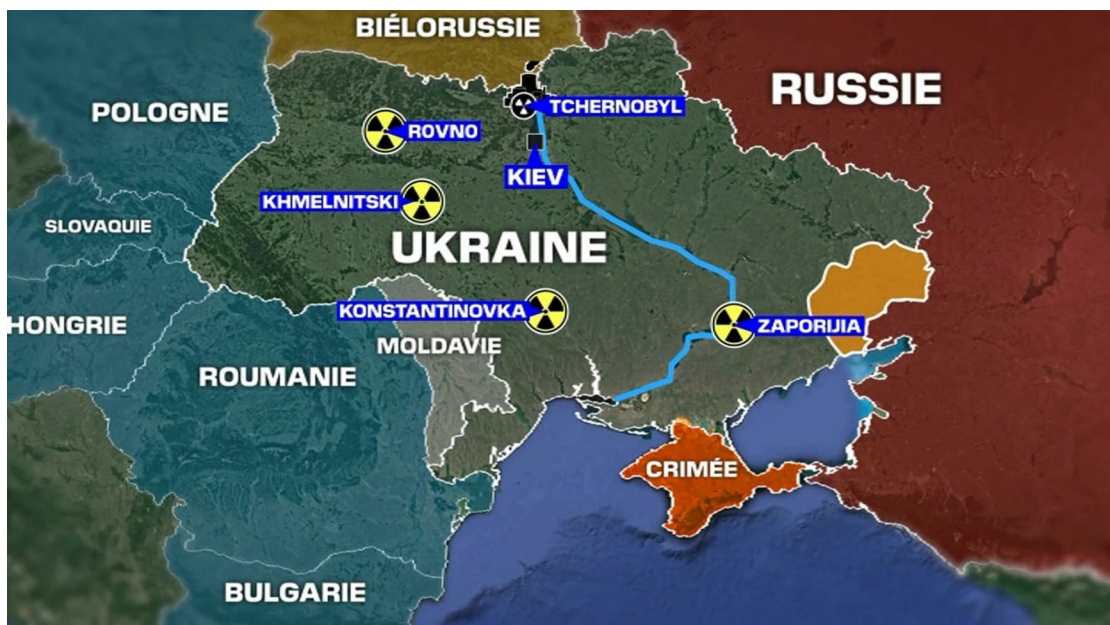 BIÉLORUSSIE
RUSSIE
POLOGNE
TCHERNOBYL
ROVNO
KIEV
KHMELNITSKI
SLOVAQUIE
UKRAINE
KONSTANTINOVKA
HONGRIE
ZAPORIJIA
MOLDAVIE
ROUMANIE
CRIMÉE
BULGARIE